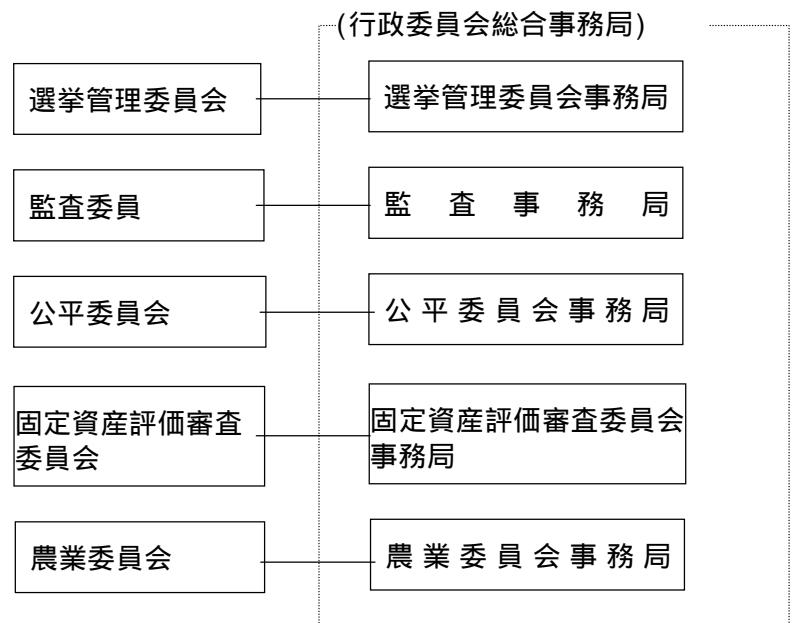 (行政委員会総合事務局)
選挙管理委員会
選挙管理委員会事務局
監査委員
監査事務局
公平委員会
公平委員会事務局
固定資産評価審査
委員会
固定資産評価審査委員会
事務局
農業委員会
農業委員会事務局